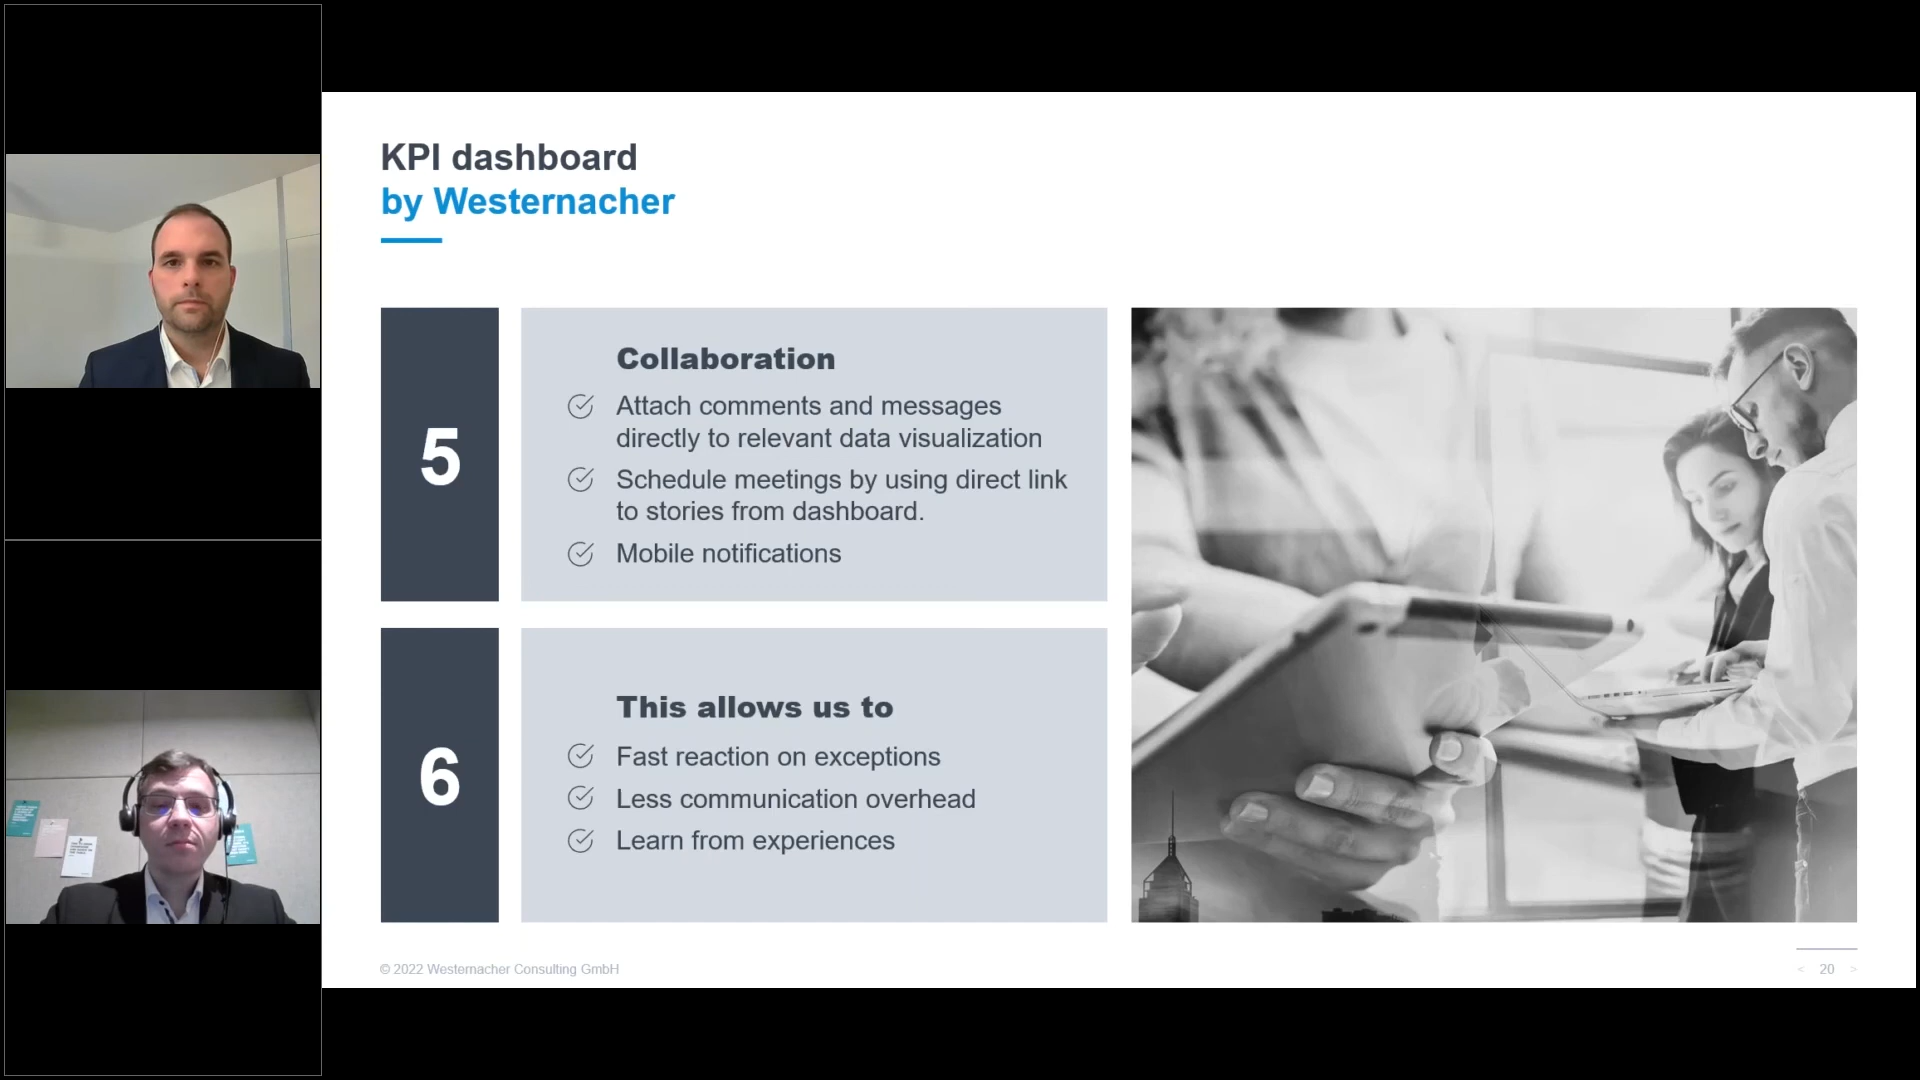 KPI dashboard
by Westernacher
5
Collaboration
Attach comments and messages
directly to relevant data visualization
Schedule meetings by using direct link
to stories from dashboard.
Mobile notifications
6
This allows us to
Fast reaction on exceptions
Less communication overhead
Learn from experiences
© 2022 Westernacher Consulting GmbH
< 20 >